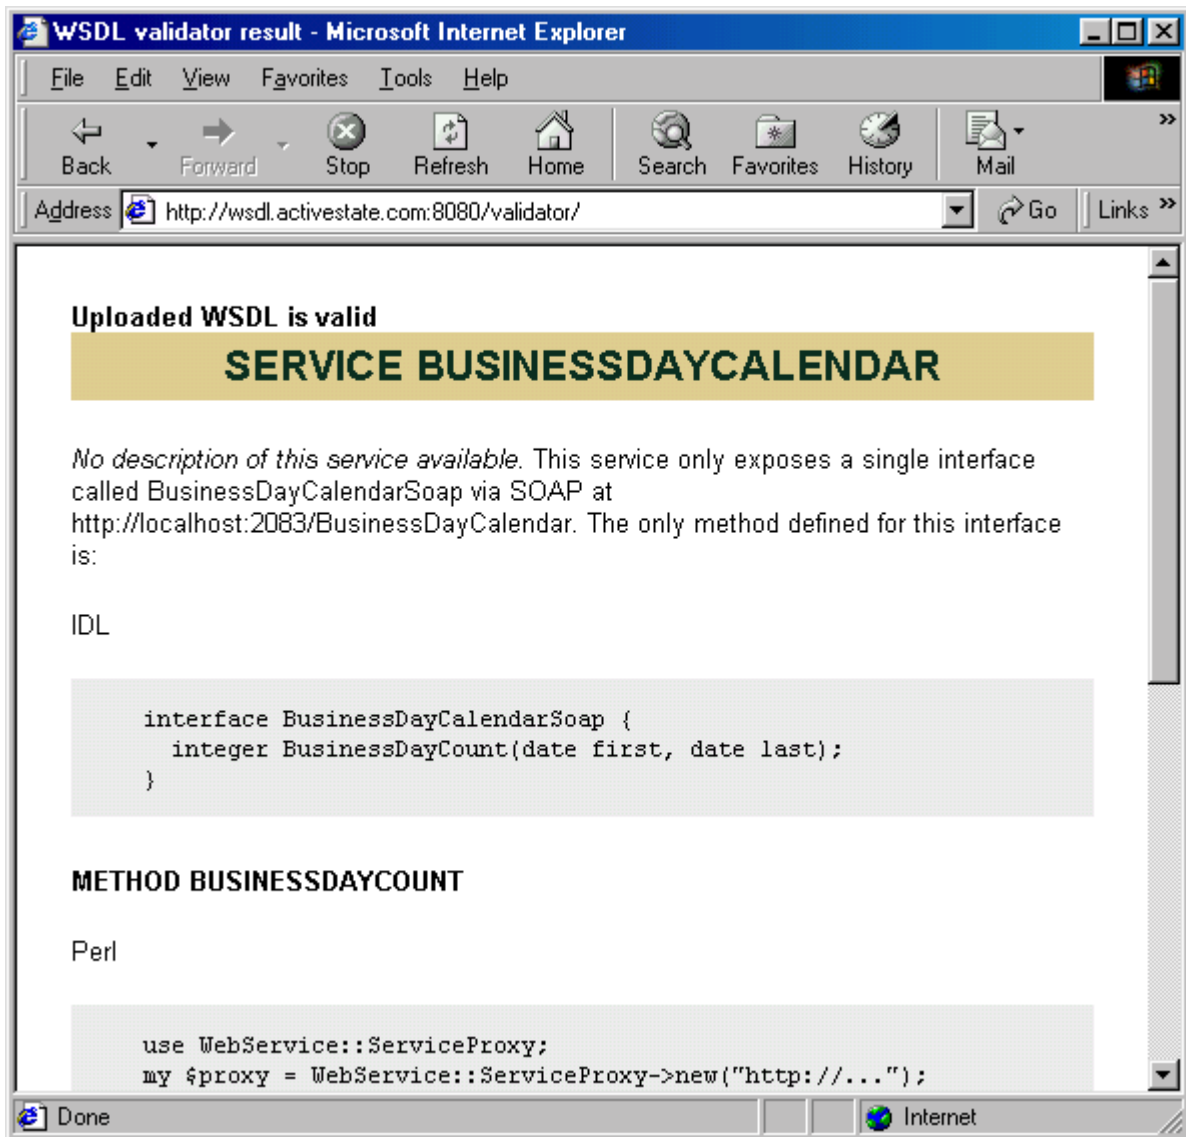 WSDL validator result - Microsoft Internet Explorer
File Edit View Favorites Tools Help
Back Forward Stop Refresh Home Search Favorites History Mail »
Address http://wsdl.activestate.com:8080/validator/ Go Links »
Uploaded WSDL is valid
SERVICE BUSINESSDAYCALENDAR
No description of this service available. This service only exposes a single interface
called BusinessDayCalendarSoap via SOAP at
http://localhost:2083/BusinessDayCalendar. The only method defined for this interface
is:
IDL
interface BusinessDayCalendarSoap {
integer BusinessDayCount(date first, date last);
}
METHOD BUSINESSDAYCOUNT
Perl
use WebService::ServiceProxy;
my $proxy = WebService::ServiceProxy->new("http://...");
Done Internet